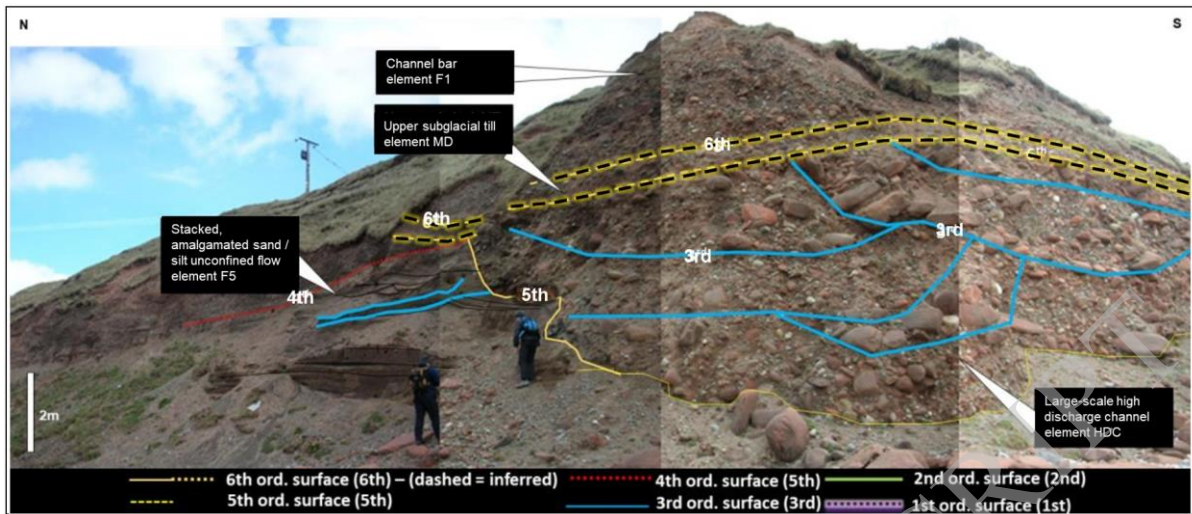 N
S
Channel bar
element F1
Upper subglacial till
element MD
6th
6th
6th
Stacked,
amalgamated sand /
silt unconfined flow
element F5
3rd
3rd
4th
5th
2m
Large-scale high
discharge channel
element HDC
6th ord. surface (6th) – (dashed = inferred)
4th ord. surface (5th)
2nd ord. surface (2nd)
5th ord. surface (5th)
3rd ord. surface (3rd)
1st ord. surface (1st)